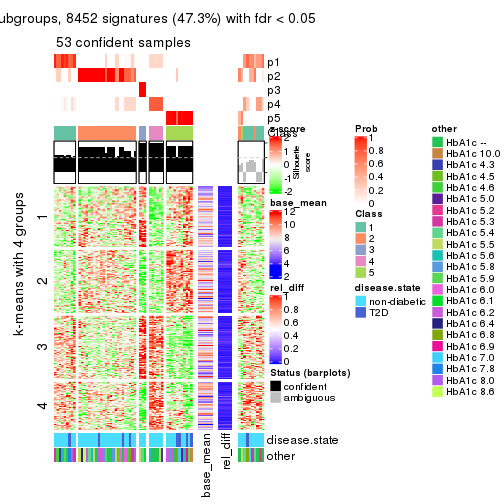 ubgroups, 8452 signatures (47.3%) with fdr < 0.05
53 confident samples
p1
p2
p3
p4
p5
Class
Silhouette
score
k-means with 4 groups
1
2
3
4
disease.state
other
base_mean
rel_diff
z-score
2
1
0
-1
-2
base_mean
12
10
8
6
4
2
rel_diff
1
0.8
0.6
0.4
0.2
0
Status (barplots)
confident
ambiguous
Prob
1
0.8
0.6
0.4
0.2
0
Class
1
2
3
4
5
disease.state
non-diabetic
T2D
other
HbA1c --
HbA1c 10.0
HbA1c 4.3
HbA1c 4.5
HbA1c 4.6
HbA1c 5.0
HbA1c 5.2
HbA1c 5.3
HbA1c 5.4
HbA1c 5.5
HbA1c 5.6
HbA1c 5.8
HbA1c 5.9
HbA1c 6.0
HbA1c 6.1
HbA1c 6.2
HbA1c 6.4
HbA1c 6.8
HbA1c 6.9
HbA1c 7.0
HbA1c 7.8
HbA1c 8.0
HbA1c 8.6